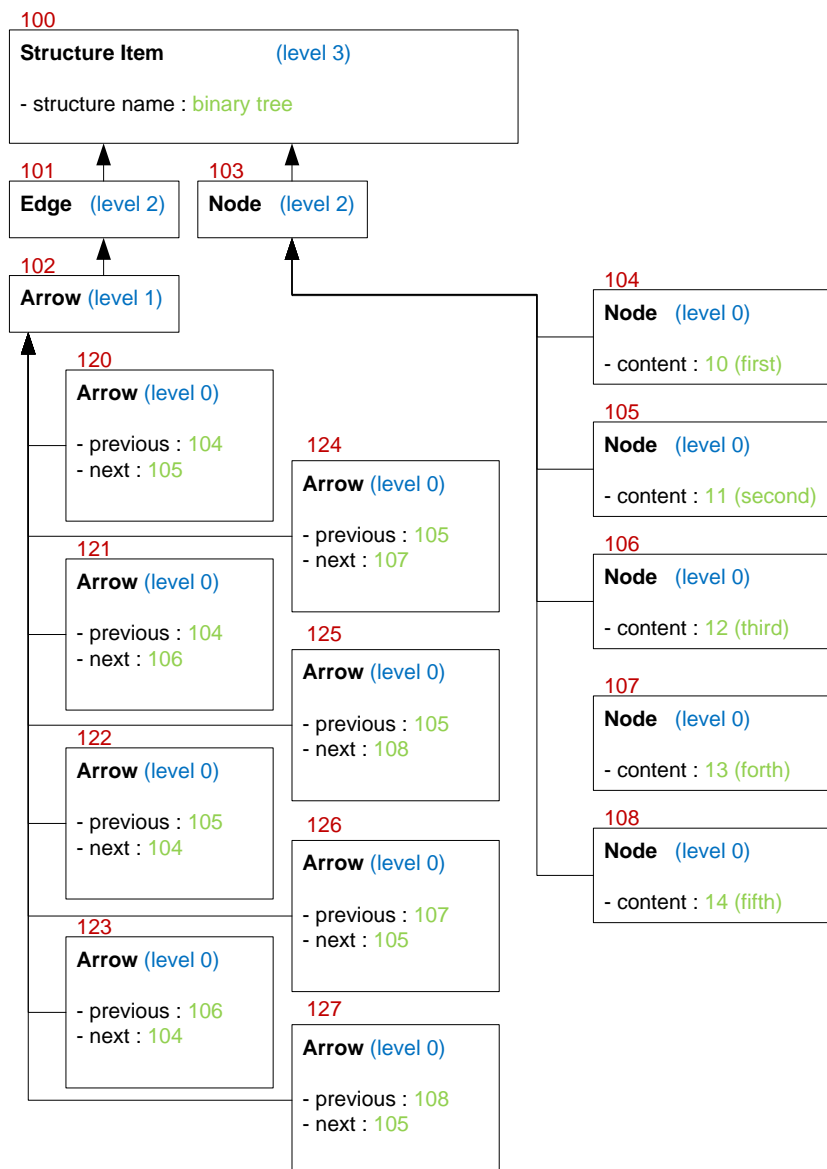 100
Structure Item (level 3)
- structure name : binary tree
101
Edge (level 2)
103
Node (level 2)
102
Arrow (level 1)
104
Node (level 0)
- content : 10 (first)
105
Node (level 0)
- content : 11 (second)
106
Node (level 0)
- content : 12 (third)
107
Node (level 0)
- content : 13 (forth)
108
Node (level 0)
- content : 14 (fifth)
120
Arrow (level 0)
- previous : 104
- next : 105
124
Arrow (level 0)
- previous : 105
- next : 107
121
Arrow (level 0)
- previous : 104
- next : 106
125
Arrow (level 0)
- previous : 105
- next : 108
122
Arrow (level 0)
- previous : 105
- next : 104
126
Arrow (level 0)
- previous : 107
- next : 105
123
Arrow (level 0)
- previous : 106
- next : 104
127
Arrow (level 0)
- previous : 108
- next : 105